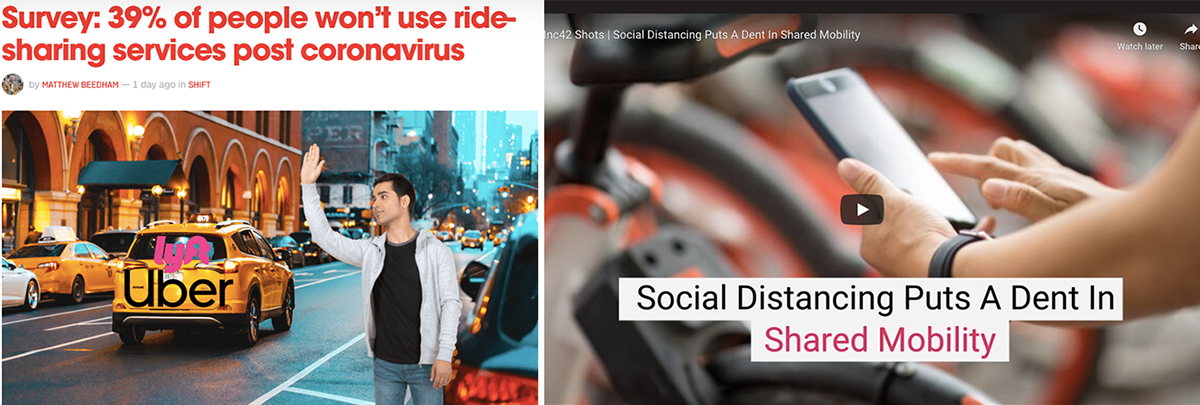 Survey: 39% of people won't use ride-
sharing services post coronavirus
by MATTHEW BEEDHAM — 1 day ago in SHIFT
lyft
Uber
Inc42 Shots | Social Distancing Puts A Dent In Shared Mobility
Watch later
Share
Social Distancing Puts A Dent In
Shared Mobility